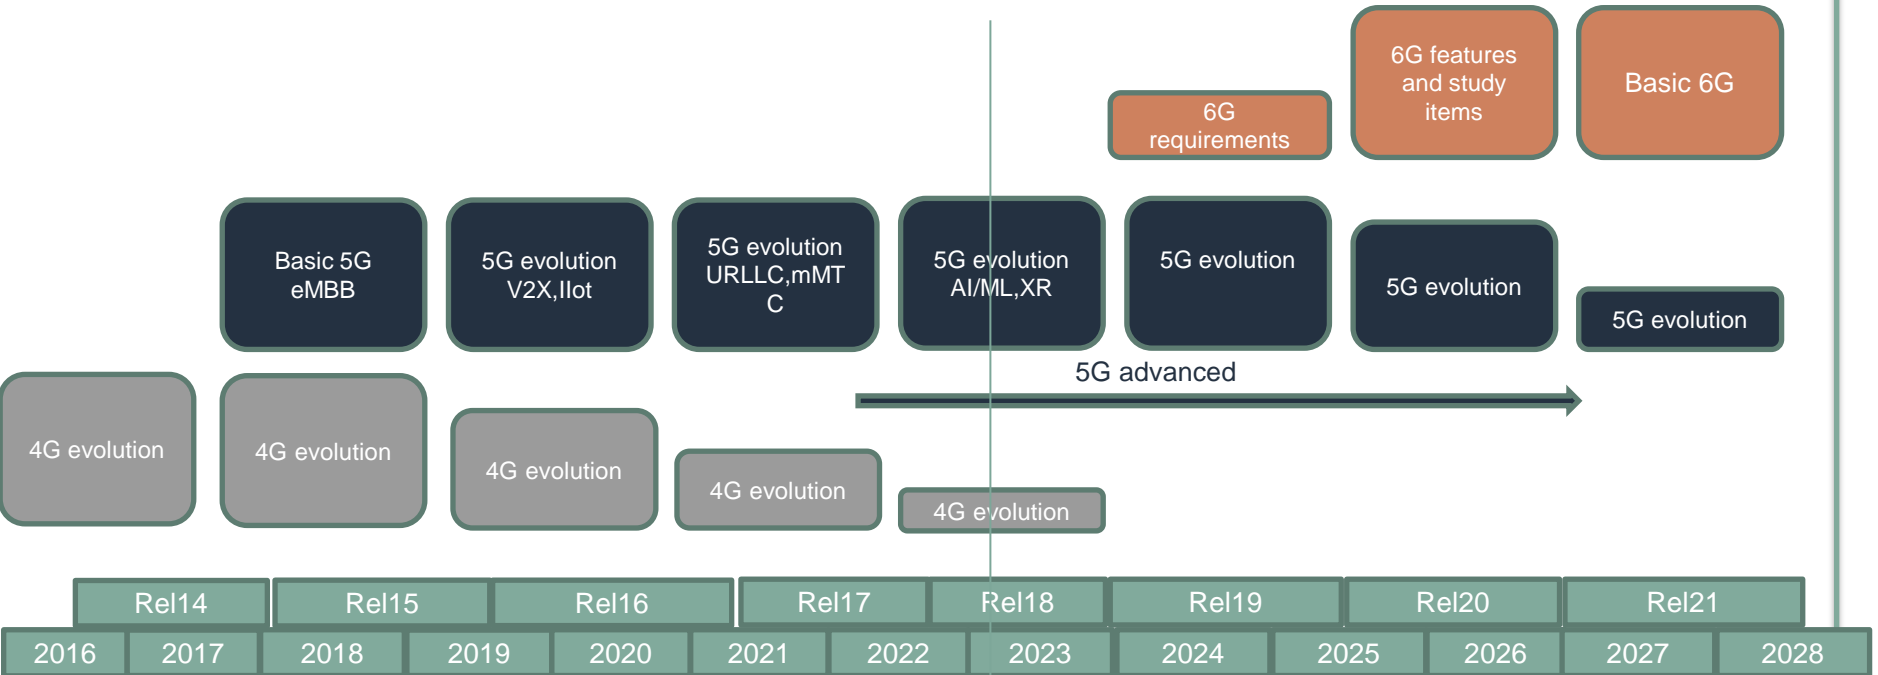 6G features
and study
items
Basic 6G
6G
requirements
Basic 5G
eMBB
5G evolution
V2X,IIot
5G evolution
URLLC,mMT
C
5G evolution
AI/ML,XR
5G evolution
5G evolution
5G evolution
5G advanced
4G evolution
4G evolution
4G evolution
4G evolution
4G evolution
Rel14
Rel15
Rel16
Rel17
Rel18
Rel19
Rel20
Rel21
2016
2017
2018
2019
2020
2021
2022
2023
2024
2025
2026
2027
2028